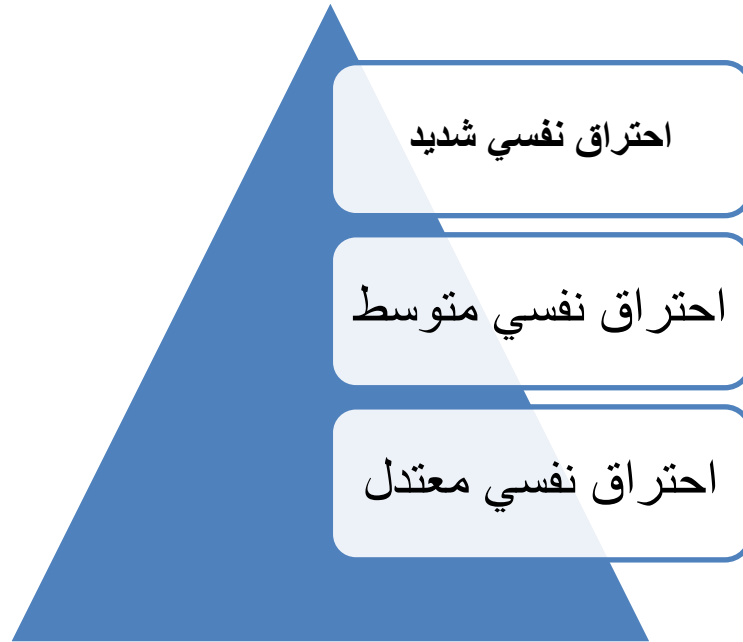 احتراق نفسي شديد
احتراق نفسي متوسط
احتراق نفسي معتدل